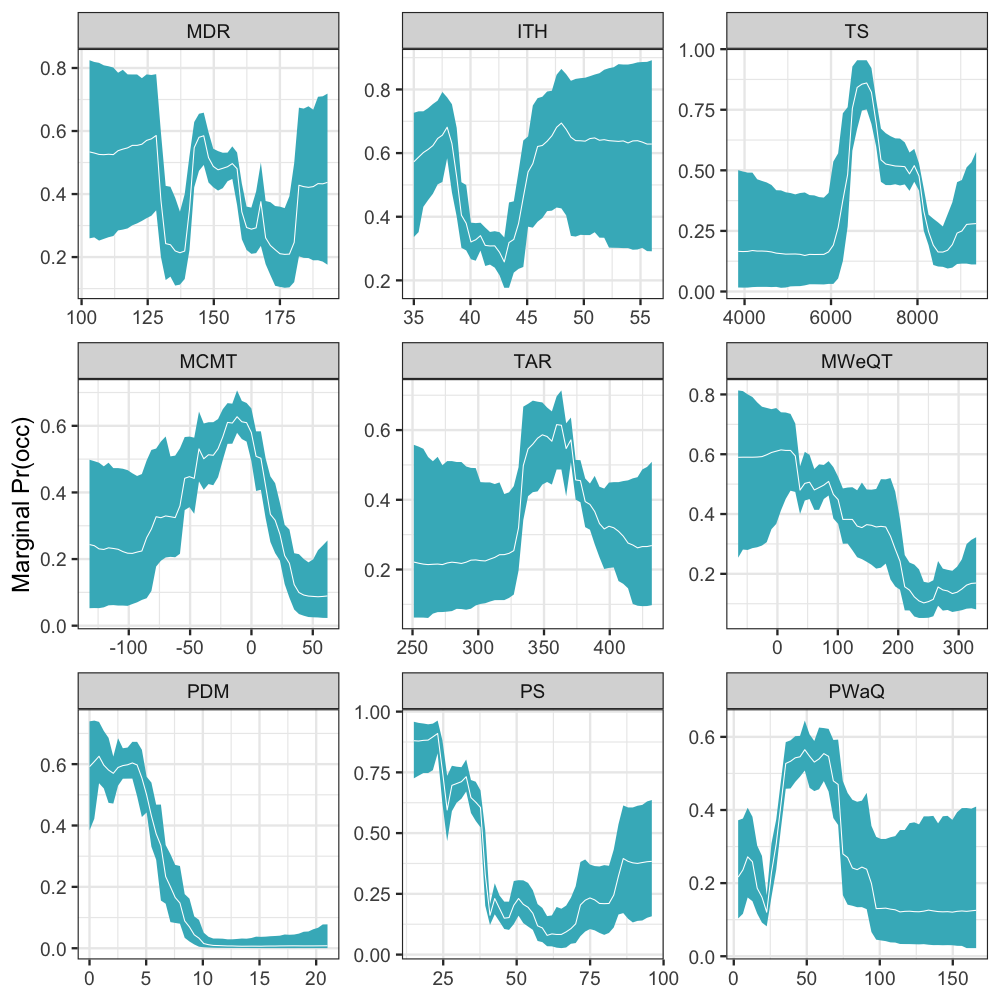 MDR ITH TS
0.8 0.6 0.4 0.2
0.8 0.6 0.4 0.2
1.00 0.75 0.50 0.25 0.00
100 125 150 175
35 40 45 50 55
4000 6000 8000
MCMT TAR MWeQT
Marginal Pr(occ)
0.6 0.4 0.2 0.0
0.6 0.4 0.2
0.8 0.6 0.4 0.2
-100 -50 0 50
250 300 350 400
0 100 200 300
PDM PS PWaQ
0.6 0.4 0.2 0.0
1.00 0.75 0.50 0.25 0.00
0.6 0.4 0.2 0.0
0 5 10 15 20
25 50 75 100
0 50 100 150